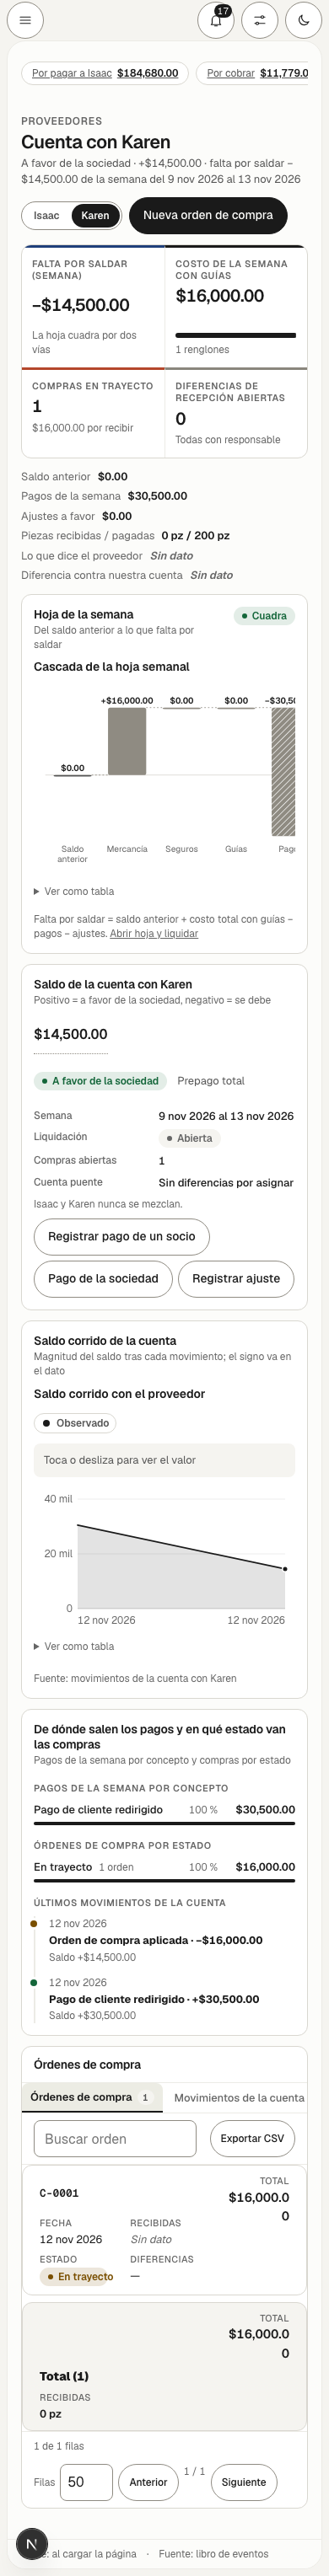 17
Por pagar a Isaac $184,680.00
Por cobrar $11,779.0
PROVEEDORES
Cuenta con Karen
A favor de la sociedad · +$14,500.00 · falta por saldar −
$14,500.00 de la semana del 9 nov 2026 al 13 nov 2026
Isaac Karen Nueva orden de compra
FALTA POR SALDAR
(SEMANA)
−$14,500.00
La hoja cuadra por dos
vías
COSTO DE LA SEMANA
CON GUÍAS
$16,000.00
1 renglones
COMPRAS EN TRAYECTO
1
$16,000.00 por recibir
DIFERENCIAS DE
RECEPCIÓN ABIERTAS
0
Todas con responsable
Saldo anterior $0.00
Pagos de la semana $30,500.00
Ajustes a favor $0.00
Piezas recibidas / pagadas 0 pz / 200 pz
Lo que dice el proveedor Sin dato
Diferencia contra nuestra cuenta Sin dato
Hoja de la semana
Cuadra
Del saldo anterior a lo que falta por
saldar
Cascada de la hoja semanal
+$16,000.00 $0.00 $0.00 −$30,50
$0.00
Saldo
anterior
Mercancía
Seguros
Guías
Pago
Ver como tabla
Falta por saldar = saldo anterior + costo total con guías −
pagos − ajustes. Abrir hoja y liquidar
Saldo de la cuenta con Karen
Positivo = a favor de la sociedad, negativo = se debe
$14,500.00
A favor de la sociedad Prepago total
Semana 9 nov 2026 al 13 nov 2026
Liquidación Abierta
Compras abiertas 1
Cuenta puente Sin diferencias por asignar
Isaac y Karen nunca se mezclan.
Registrar pago de un socio
Pago de la sociedad Registrar ajuste
Saldo corrido de la cuenta
Magnitud del saldo tras cada movimiento; el signo va en
el dato
Saldo corrido con el proveedor
Observado
Toca o desliza para ver el valor
40 mil
20 mil
0
12 nov 2026 12 nov 2026
Ver como tabla
Fuente: movimientos de la cuenta con Karen
De dónde salen los pagos y en qué estado van
las compras
Pagos de la semana por concepto y compras por estado
PAGOS DE LA SEMANA POR CONCEPTO
Pago de cliente redirigido 100 % $30,500.00
ÓRDENES DE COMPRA POR ESTADO
En trayecto 1 orden 100 % $16,000.00
ÚLTIMOS MOVIMIENTOS DE LA CUENTA
12 nov 2026
Orden de compra aplicada · −$16,000.00
Saldo +$14,500.00
12 nov 2026
Pago de cliente redirigido · +$30,500.00
Saldo +$30,500.00
Órdenes de compra
Órdenes de compra 1 Movimientos de la cuenta
Buscar orden Exportar CSV
C-0001
TOTAL
$16,000.0
0
FECHA
12 nov 2026
RECIBIDAS
Sin dato
ESTADO
En trayecto
DIFERENCIAS
—
TOTAL
$16,000.0
0
Total (1)
RECIBIDAS
0 pz
1 de 1 filas
Filas 50 Anterior 1 / 1 Siguiente
N
al cargar la página · Fuente: libro de eventos